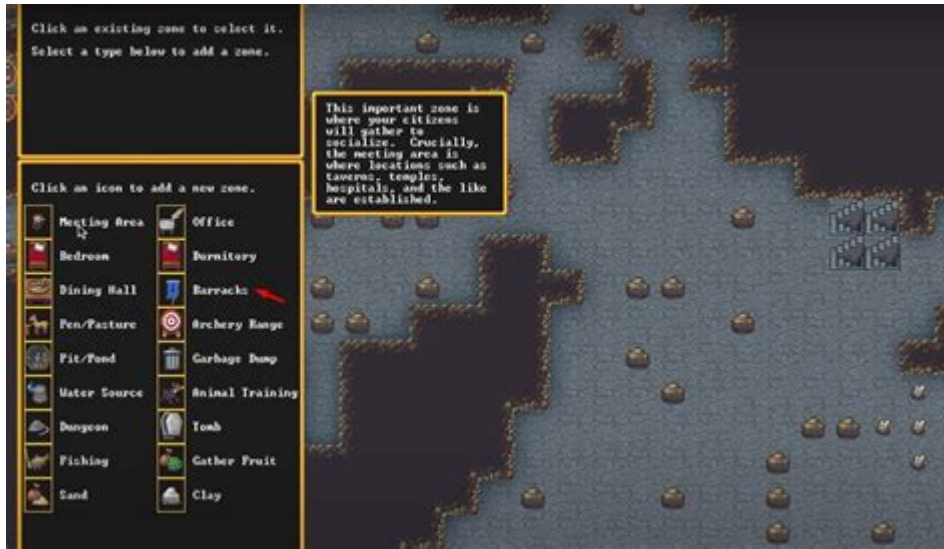 Click an existing zone to select it.
Select a type below to add a zone.
This important zone is
where your citizens
will gather to
socialize. Crucially,
the meeting area is
where locations such as
taverns, temples,
hospitals, and the like
are established.
Click an icon to add a new zone.
Meeting Area
Office
Bedroom
Dormitory
Dining Hall
Barracks
Pen/Pasture
Archery Range
Pit/Pond
Garbage Dump
Water Source
Animal Training
Dungeon
Tomb
Fishing
Gather Fruit
Sand
Clay